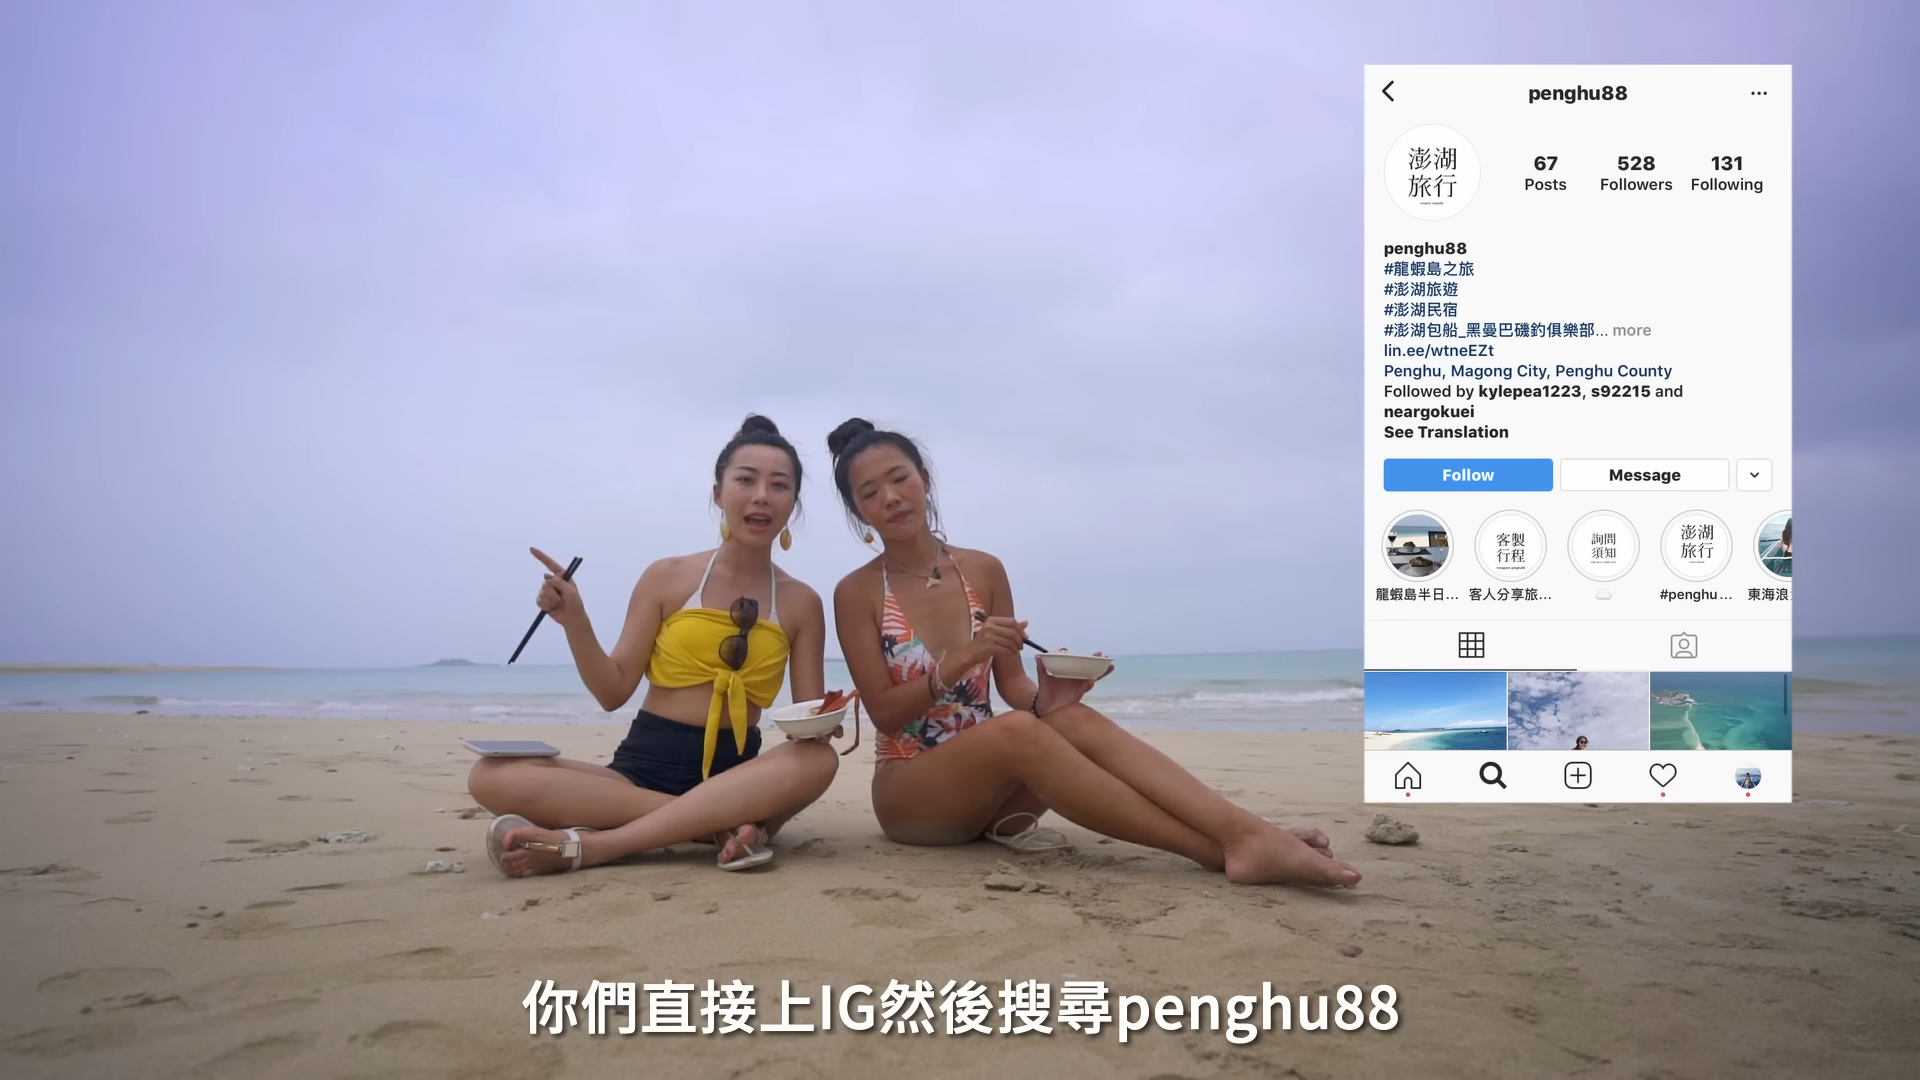 penghu88
澎湖
旅行
67
528
131
Posts
Followers
Following
penghu88
#龍蝦島之旅
#澎湖旅遊
#澎湖民宿
#澎湖包船_黑曼巴磯釣俱樂部... more
lin.ee/wtneEZt
Penghu, Magong City, Penghu County
Followed by kylepea1223, s92215 and
neargokuei
See Translation
Follow
Message
客製
行程
詢問
須知
澎湖
旅行
龍蝦島半日...
客人分享旅...
#penghu...
東海浪
你們直接上IG然後搜尋penghu88